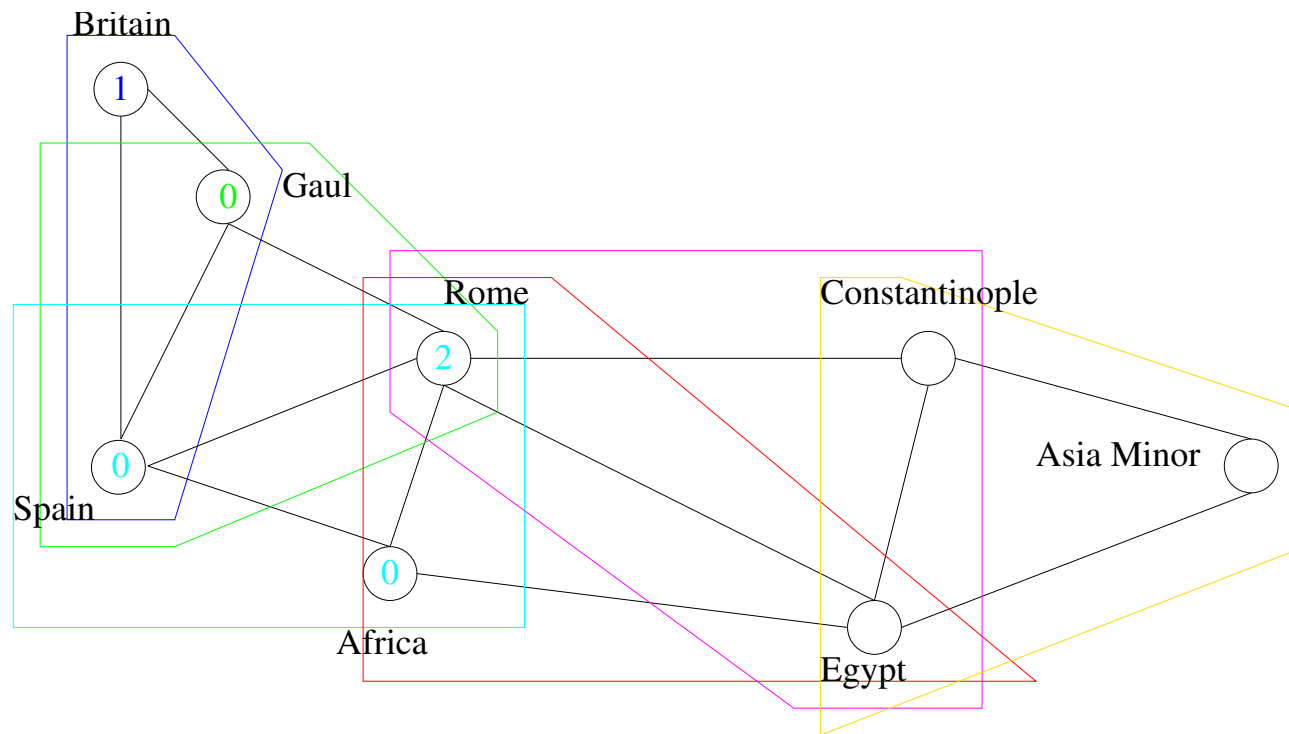 Britain
1
0
Gaul
Rome
Constantinople
2
Asia Minor
0
Spain
0
Africa
Egypt